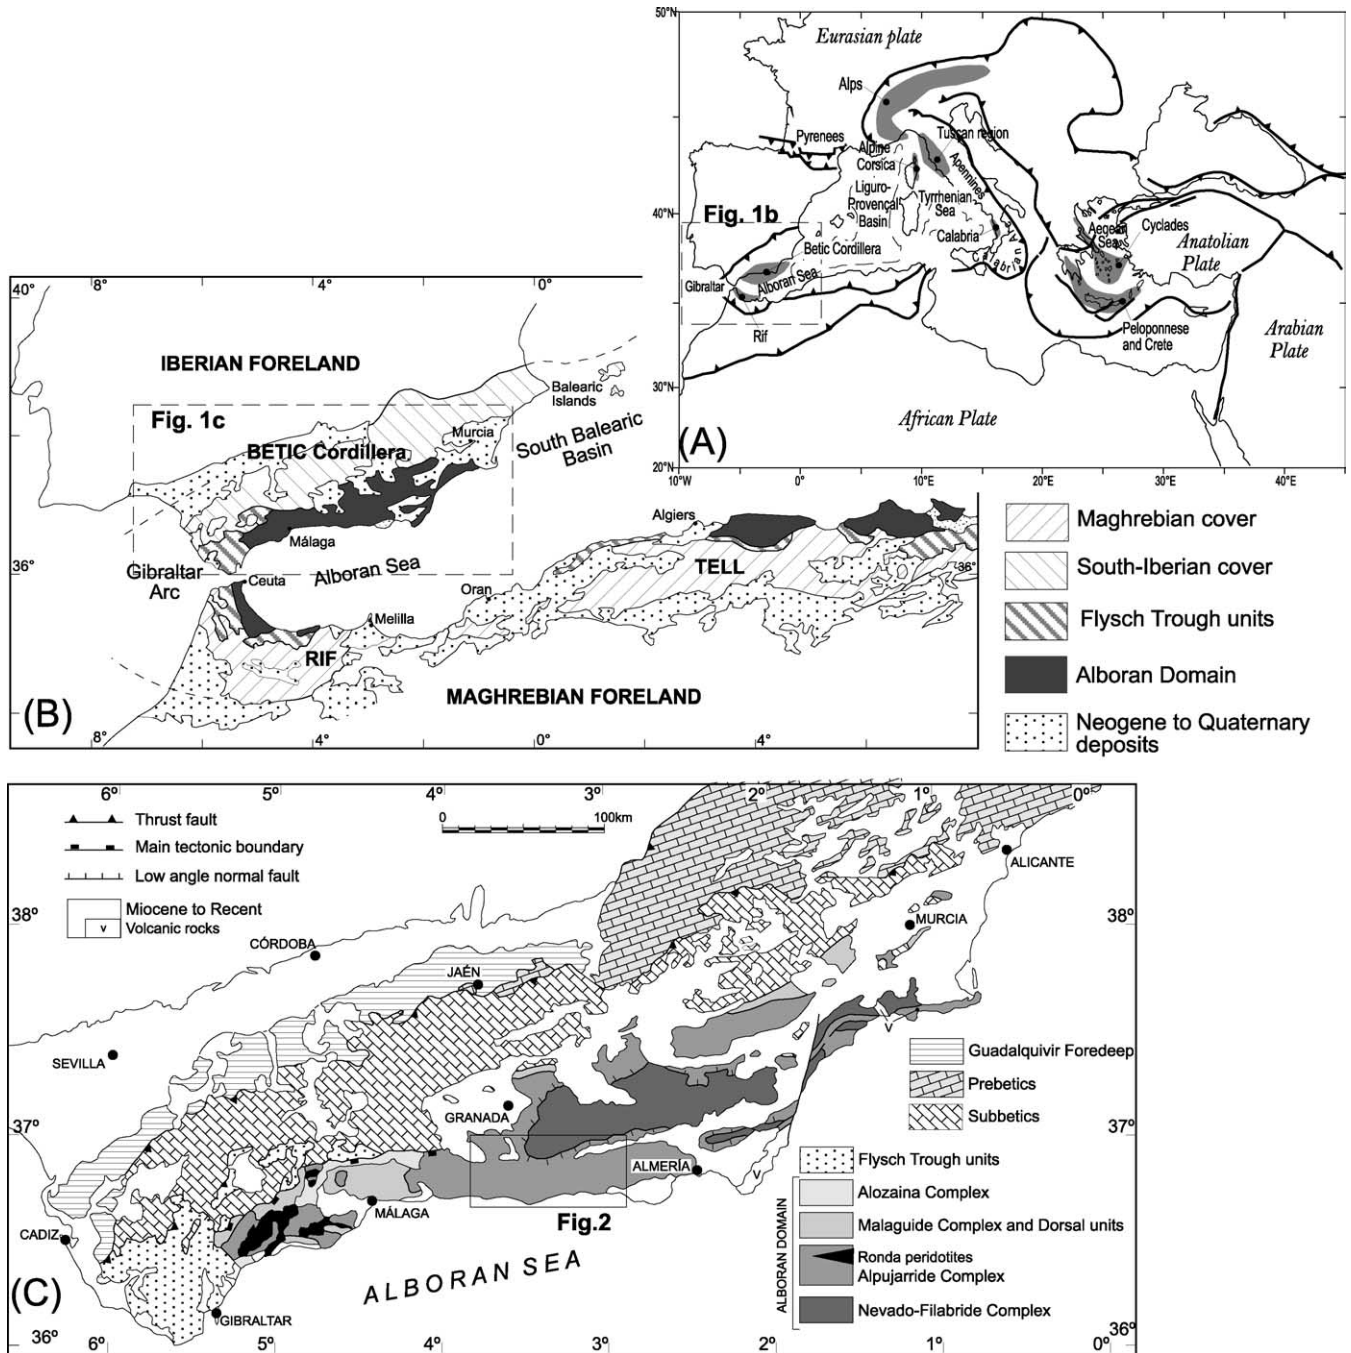 50°N
Eurasian plate
Alps
Pyrenees
Alpine
Corsica
Tuscan region
Apennines
Liguro-
Provençal
Basin
Tyrrhenian
Sea
40°N
Fig. 1b
Betic Cordillera
Calabria
Calabrian Arc
Aegean
Sea
Cyclades
Anatolian
Plate
Gibraltar
Alboran Sea
Rif
Peloponnese
and Crete
Arabian
Plate
30°N
African Plate
(A)
20°N
10°W
0°
10°E
20°E
30°E
40°E
40°
8°
4°
0°
IBERIAN FORELAND
Balearic
Islands
Fig. 1c
Murcia
BETIC Cordillera
South Balearic
Basin
Málaga
Algiers
36°
Gibraltar
Arc
Ceuta
Alboran Sea
TELL
36°
Oran
Melilla
RIF
MAGHREBIAN FORELAND
(B)
8°
4°
0°
4°
Maghrebian cover
South-Iberian cover
Flysch Trough units
Alboran Domain
Neogene to Quaternary
deposits
6°
5°
4°
3°
2°
1°
0°
Thrust fault
Main tectonic boundary
Low angle normal fault
0
100km
Miocene to Recent
v
Volcanic rocks
ALICANTE
38°
38°
MURCIA
CÓRDOBA
JAÉN
SEVILLA
v
Guadalquivir Foredeep
Prebetics
Subbetics
GRANADA
37°
37°
ALMERÍA
v
Flysch Trough units
ALBORAN DOMAIN
Alozaina Complex
Malaguide Complex and Dorsal units
Ronda peridotites
Alpujarride Complex
Nevado-Filabride Complex
MÁLAGA
Fig.2
CADIZ
ALBORAN SEA
(C)
GIBRALTAR
36°
6°
5°
4°
3°
2°
1°
0°
36°